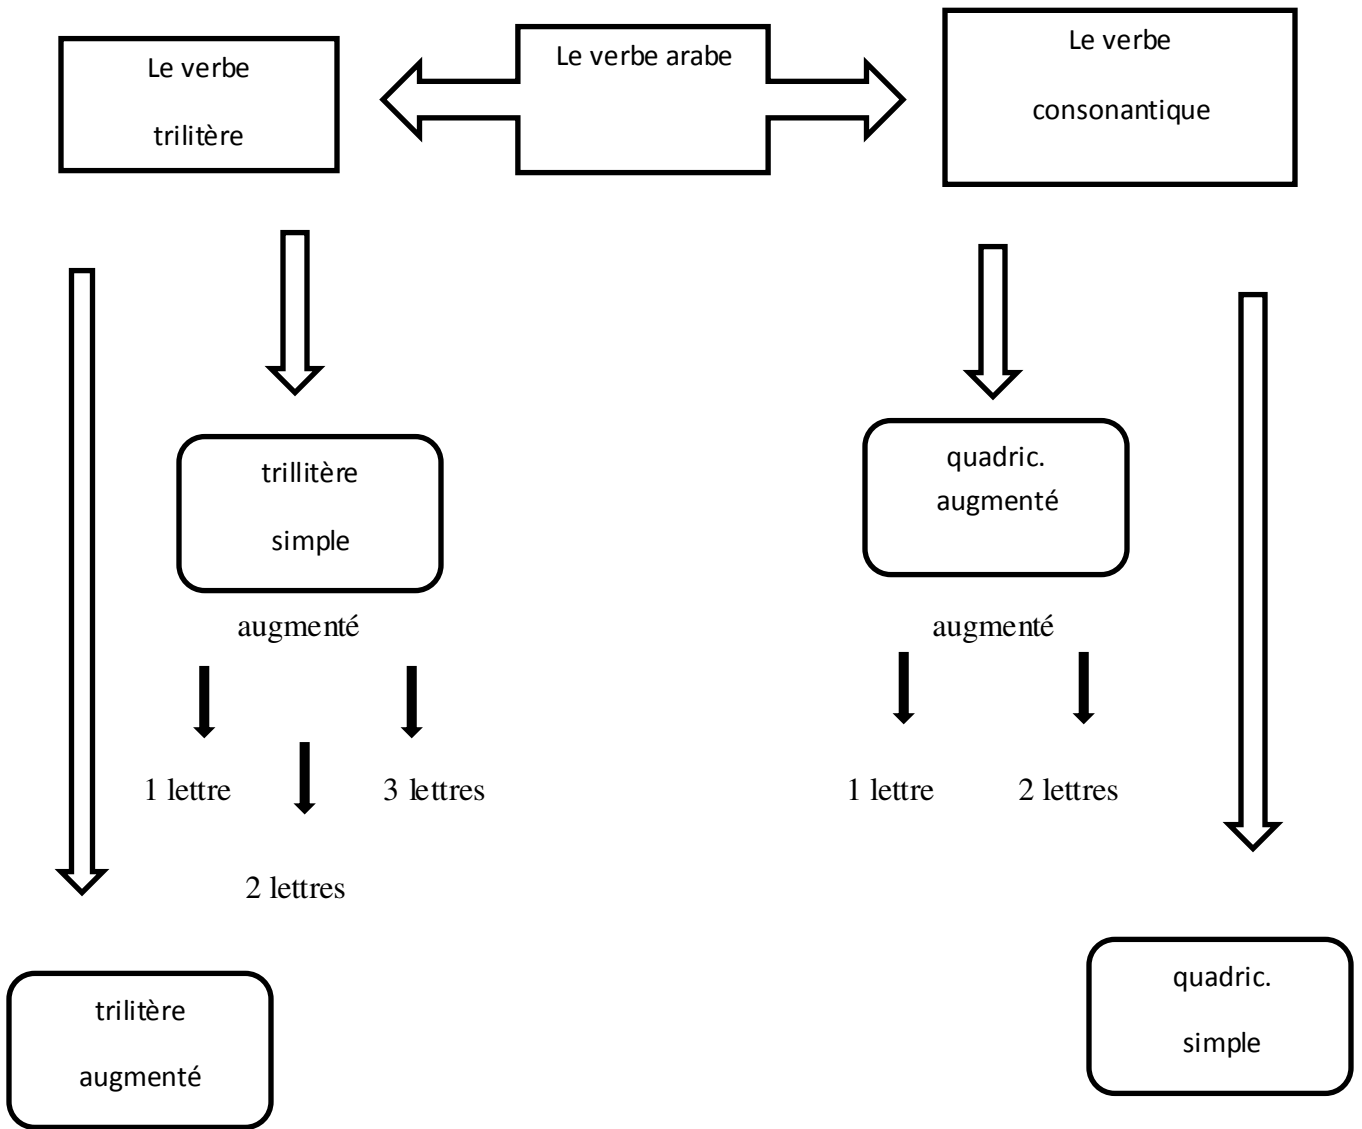 Le verbe
trilitère
Le verbe arabe
Le verbe
consonantique
trillitère
simple
quadric.
augmenté
augmenté
augmenté
1 lettre
3 lettres
1 lettre
2 lettres
2 lettres
trilitère
augmenté
quadric.
simple